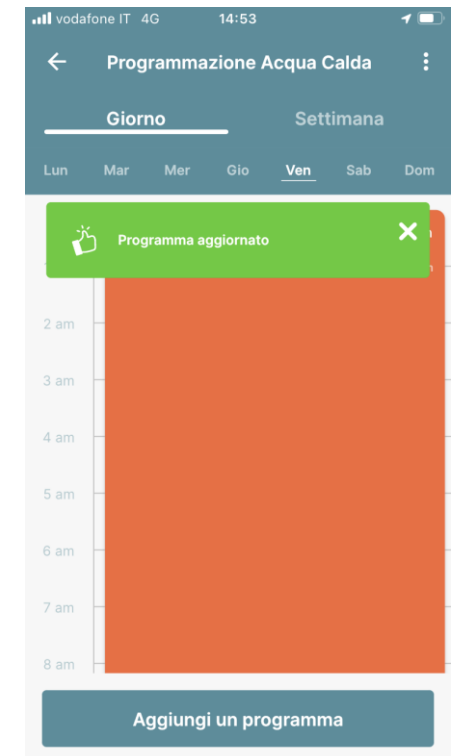 vodafone IT 4G 14:53
Programmazione Acqua Calda
Giorno Settimana
Lun Mar Mer Gio Ven Sab Dom
Programma aggiornato
2 am
3 am
4 am
5 am
6 am
7 am
8 am
Aggiungi un programma